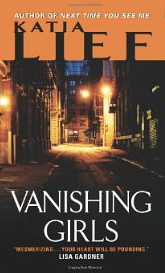 AUTHOR OF NEXT TIME YOU SEE ME
KATIA
LIEF
VANISHING
GIRLS
"MESMERIZING...YOUR HEART WILL BE POUNDING."
LISA GARDNER